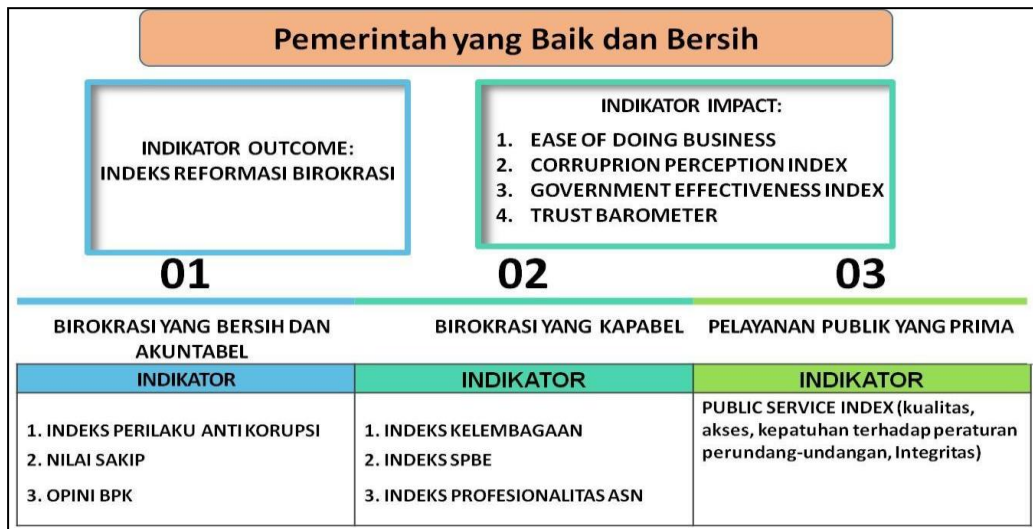 Pemerintah yang Baik dan Bersih
INDIKATOR OUTCOME:
INDEKS REFORMASI BIROKRASI
INDIKATOR IMPACT:
1. EASE OF DOING BUSINESS
2. CORRUPRION PERCEPTION INDEX
3. GOVERNMENT EFFECTIVENESS INDEX
4. TRUST BAROMETER
01
02
03
BIROKRASI YANG BERSIH DAN
AKUNTABEL
BIROKRASI YANG KAPABEL
PELAYANAN PUBLIK YANG PRIMA
INDIKATOR
INDIKATOR
INDIKATOR
1. INDEKS PERILAKU ANTI KORUPSI
2. NILAI SAKIP
3. OPINI BPK
1. INDEKS KELEMBAGAAN
2. INDEKS SPBE
3. INDEKS PROFESIONALITAS ASN
PUBLIC SERVICE INDEX (kualitas,
akses, kepatuhan terhadap peraturan
perundang-undangan, Integritas)